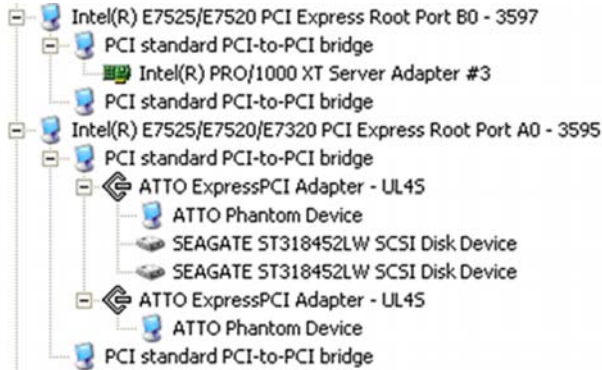 Intel(R) E7525/E7520 PCI Express Root Port B0 - 3597
PCI standard PCI-to-PCI bridge
Intel(R) PRO/1000 XT Server Adapter #3
PCI standard PCI-to-PCI bridge
Intel(R) E7525/E7520/E7320 PCI Express Root Port A0 - 3595
PCI standard PCI-to-PCI bridge
ATTO ExpressPCI Adapter - UL4S
ATTO Phantom Device
SEAGATE ST318452LW SCSI Disk Device
SEAGATE ST318452LW SCSI Disk Device
ATTO ExpressPCI Adapter - UL4S
ATTO Phantom Device
PCI standard PCI-to-PCI bridge